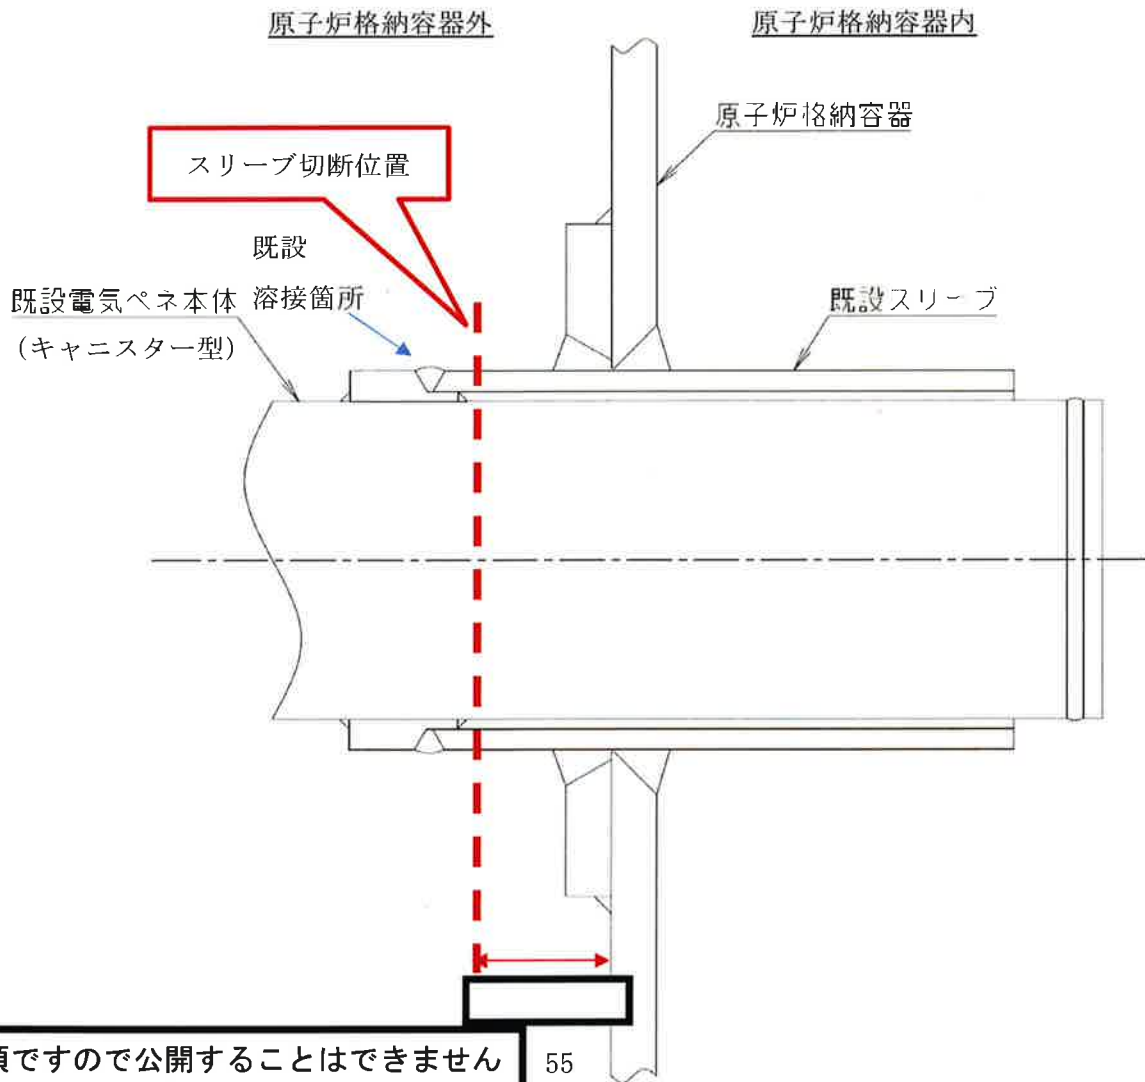 原子炉格納容器外
原子炉格納容器内
原子炉格納容器
スリーブ切断位置
既設
溶接箇所
既設電気ペネ本体
(キャニスター型)
既設スリーブ
ですので公開することはできません
55